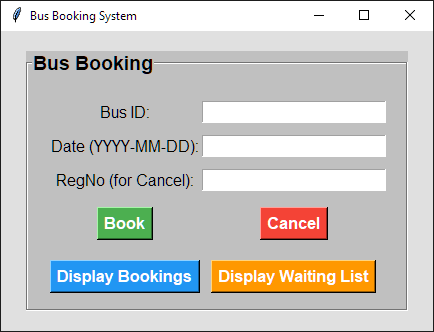 Bus Booking System
Bus Booking
Bus ID:
Date (YYYY-MM-DD):
RegNo (for Cancel):
Book Cancel
Display Bookings Display Waiting List